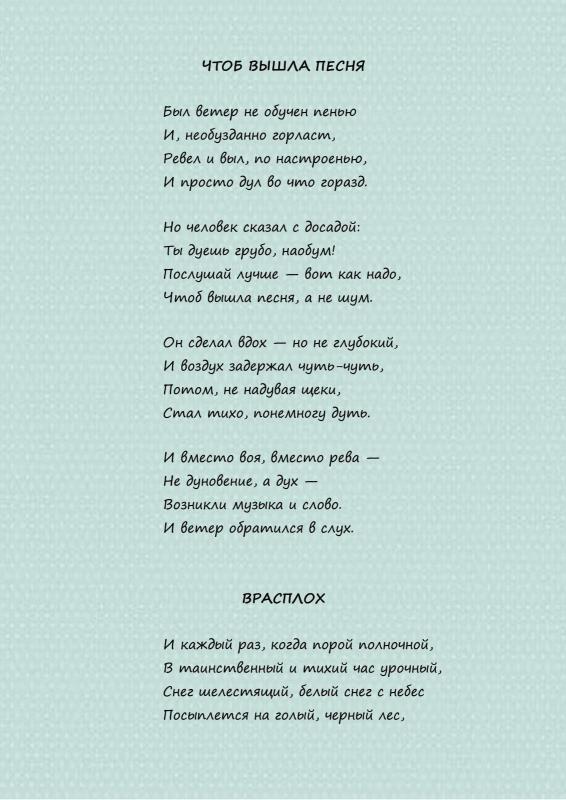 ЧТОБ ВЫШЛА ПЕСНЯ
Был ветер не обучен пенью
И, необузданно горласт,
Ревел и выл, по настроенью,
И просто дул во что горазд.
Но человек сказал с досадой:
Ты дуешь грубо, наобум!
Послушай лучше — вот как надо,
Чтоб вышла песня, а не шум.
Он сделал вдох — но не глубокий,
И воздух задержал чуть-чуть,
Потом, не надувая щеки,
Стал тихо, понемногу дуть.
И вместо воя, вместо рева —
Не дуновение, а дух —
Возникли музыка и слово.
И ветер обратился в слух.
ВРАСПЛОХ
И каждый раз, когда порой полночной,
В таинственный и тихий час урочный,
Снег шелестящий, белый снег с небес
Посыплется на голый, черный лес,